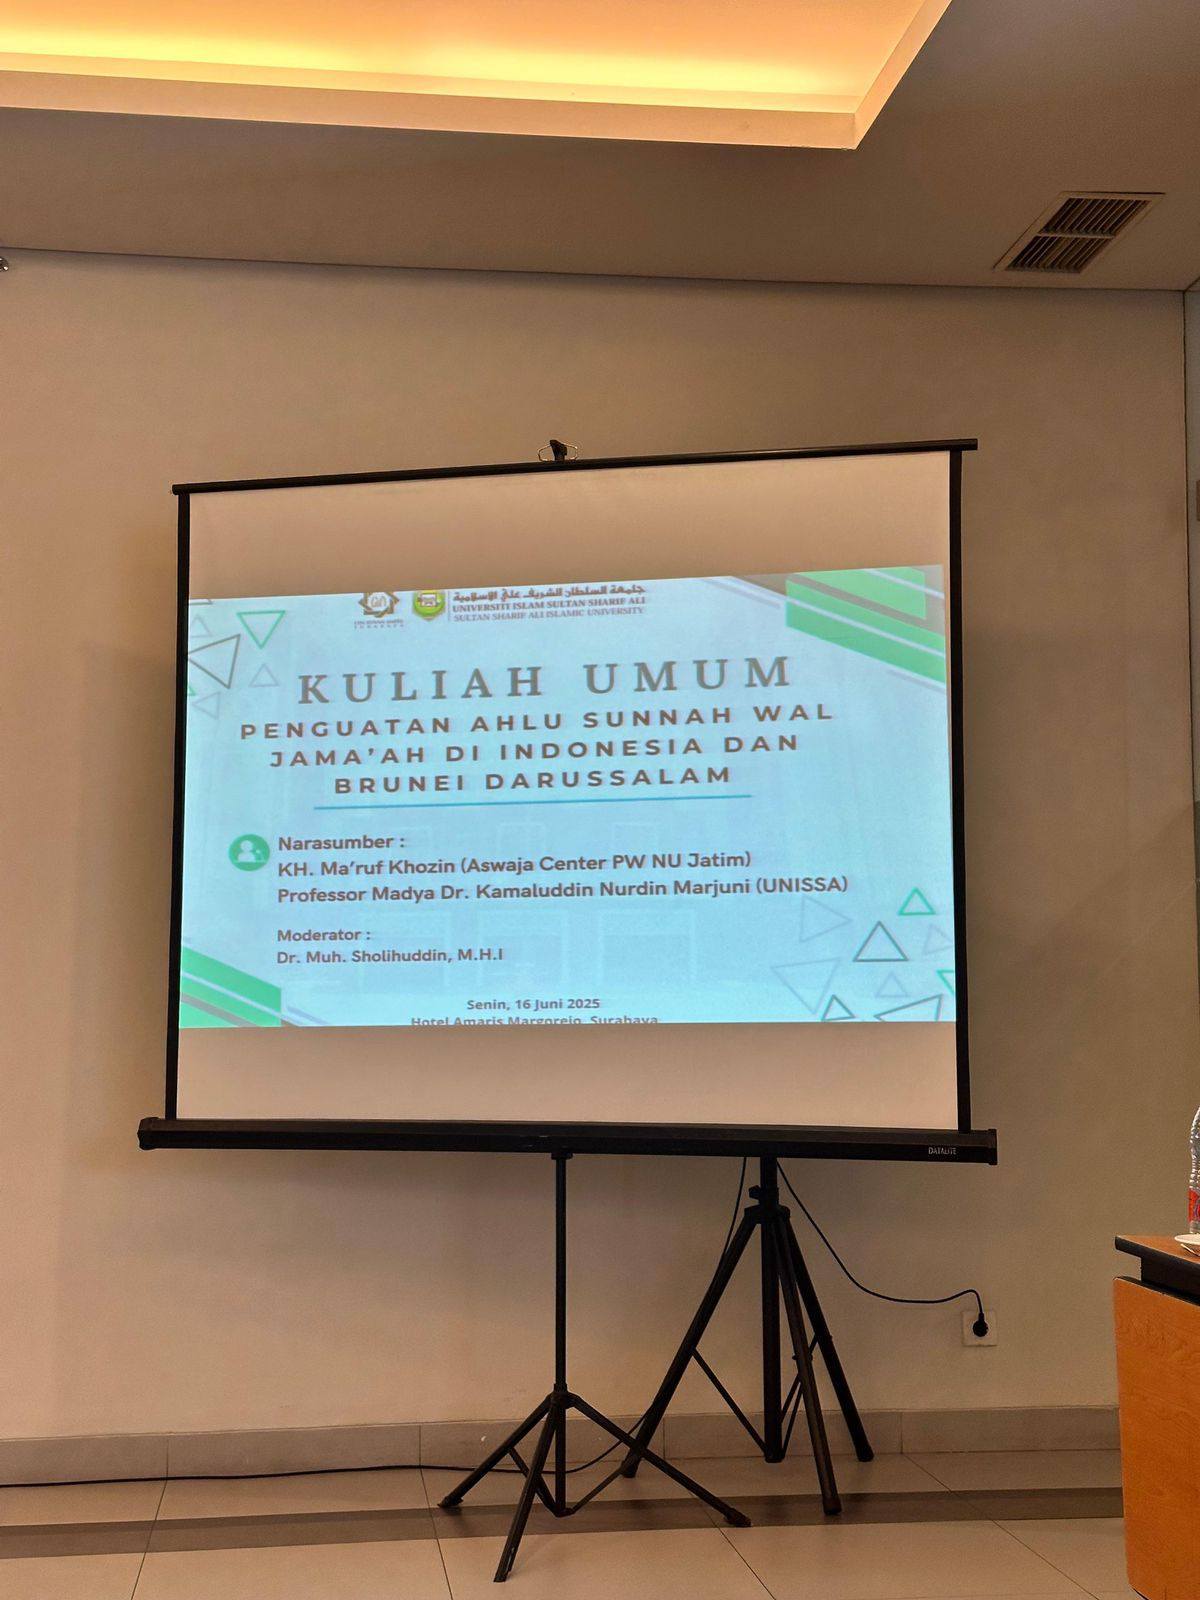 جامعة السلطان الشريف علي الإسلامية
UNIVERSITI ISLAM SULTAN SHARIF ALI
SULTAN SHARIF ALI ISLAMIC UNIVERSITY
KULIAH UMUM
PENGUATAN AHLU SUNNAH WAL
JAMA'AH DI INDONESIA DAN
BRUNEI DARUSSALAM
Narasumber :
KH. Ma'ruf Khozin (Aswaja Center PW NU Jatim)
Professor Madya Dr. Kamaluddin Nurdin Marjuni (UNISSA)
Moderator :
Dr. Muh. Sholihuddin, M.H.I
Senin, 16 Juni 2025
Hotel Amaris Margorejo, Surabaya
DATALITE